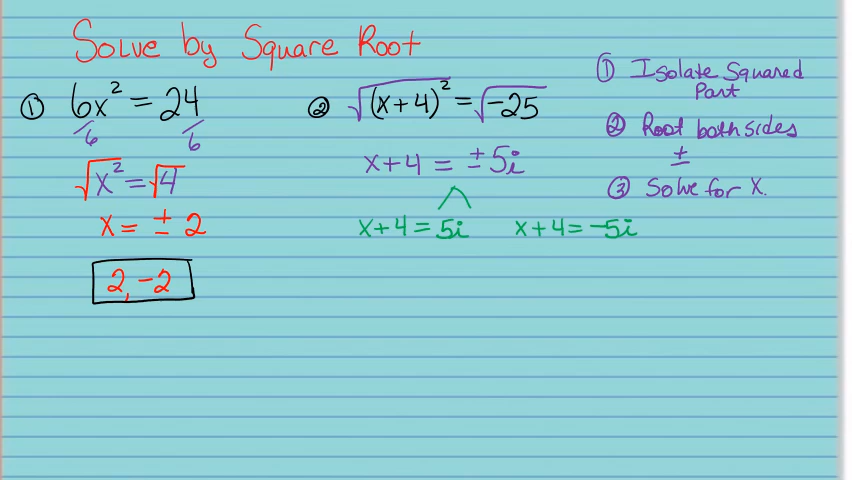 Solve by Square Root
① 6x² = 24
/6 /6
√x² = √4
x = ± 2
2, -2
② √(x+4)² = √-25
x+4 = ± 5i
x+4 = 5i x+4 = -5i
① Isolate Squared
Part
② Root both sides
±
③ Solve for X.